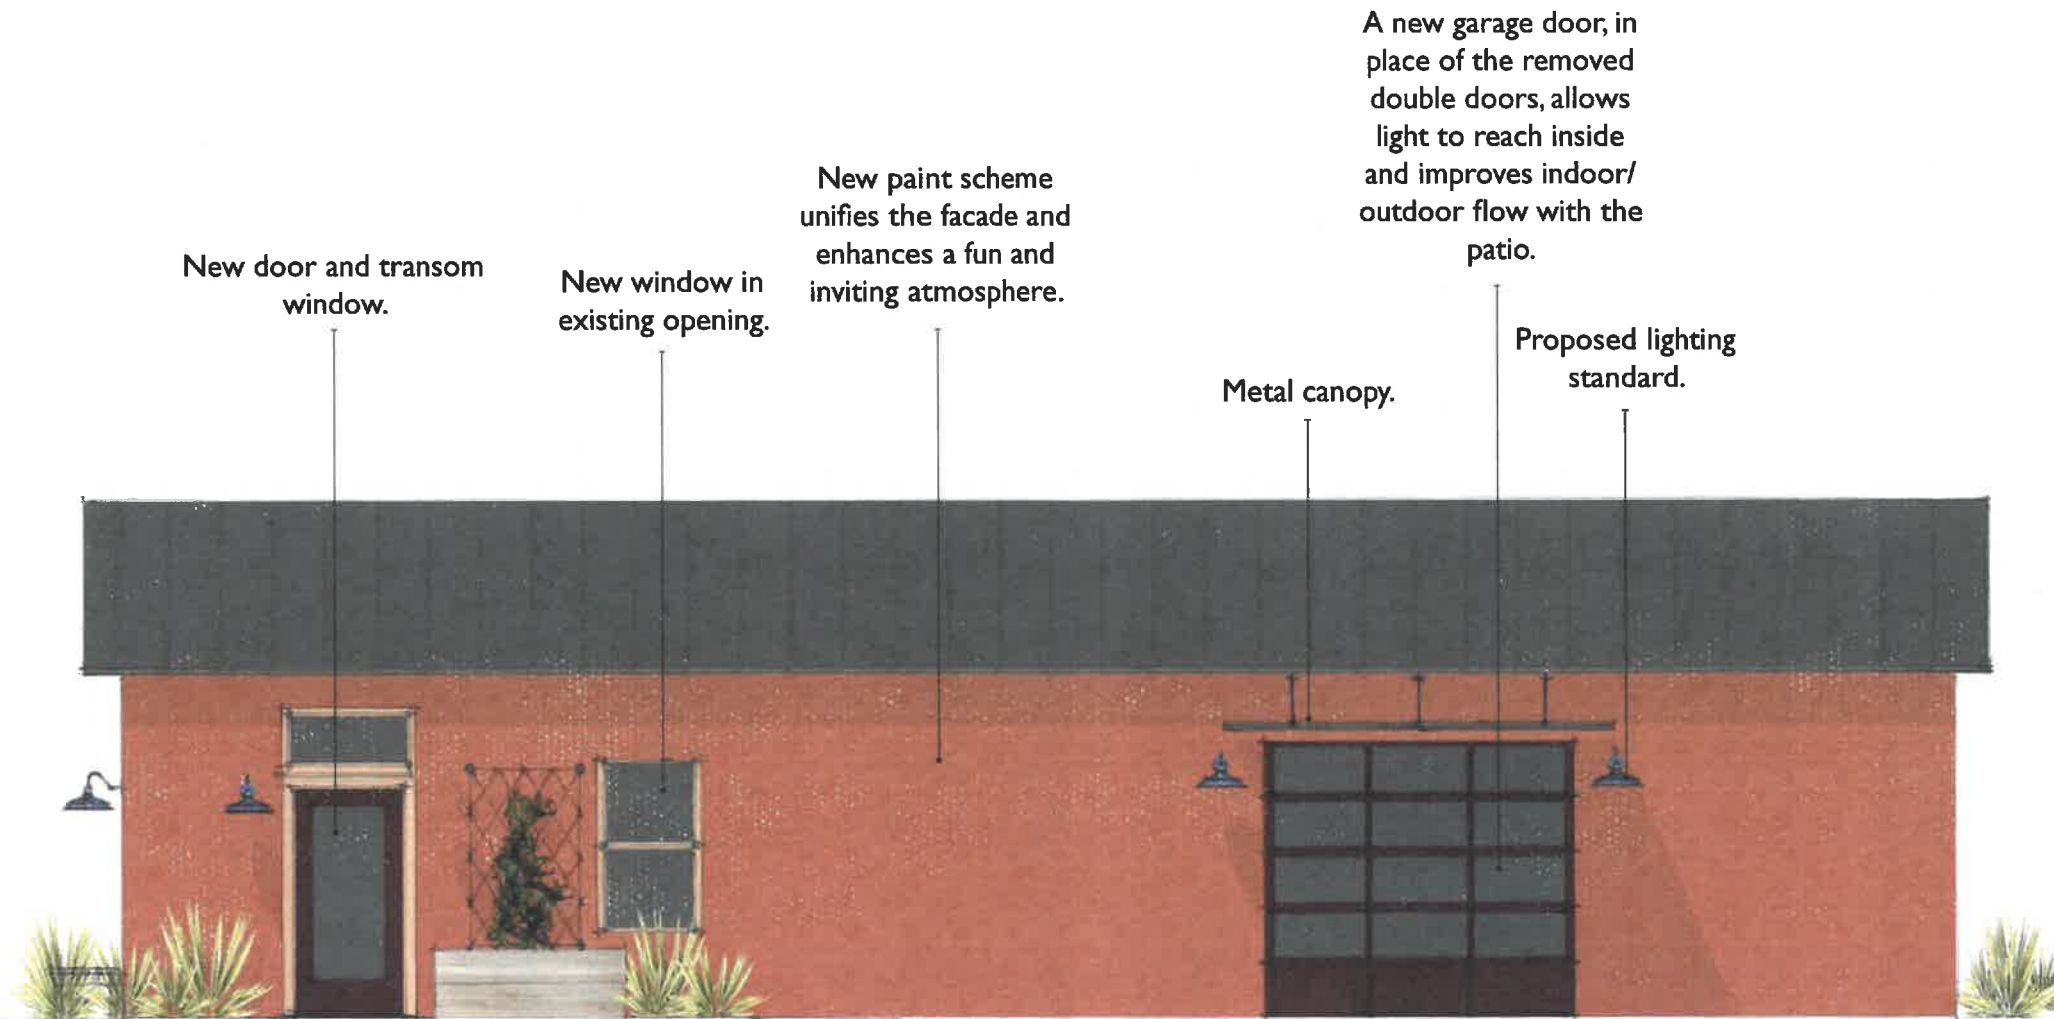 New door and transom
window.
New window in
existing opening.
New paint scheme
unifies the facade and
enhances a fun and
inviting atmosphere.
Metal canopy.
A new garage door, in
place of the removed
double doors, allows
light to reach inside
and improves indoor/
outdoor flow with the
patio.
Proposed lighting
standard.